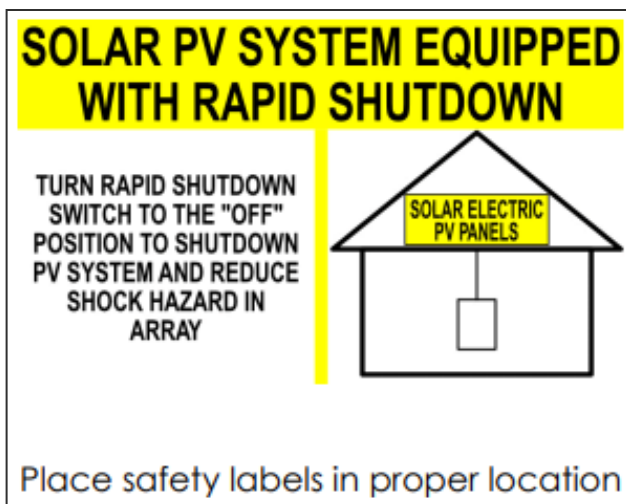 SOLAR PV SYSTEM EQUIPPED
WITH RAPID SHUTDOWN
TURN RAPID SHUTDOWN
SWITCH TO THE "OFF"
POSITION TO SHUTDOWN
PV SYSTEM AND REDUCE
SHOCK HAZARD IN
ARRAY
SOLAR ELECTRIC
PV PANELS
Place safety labels in proper location